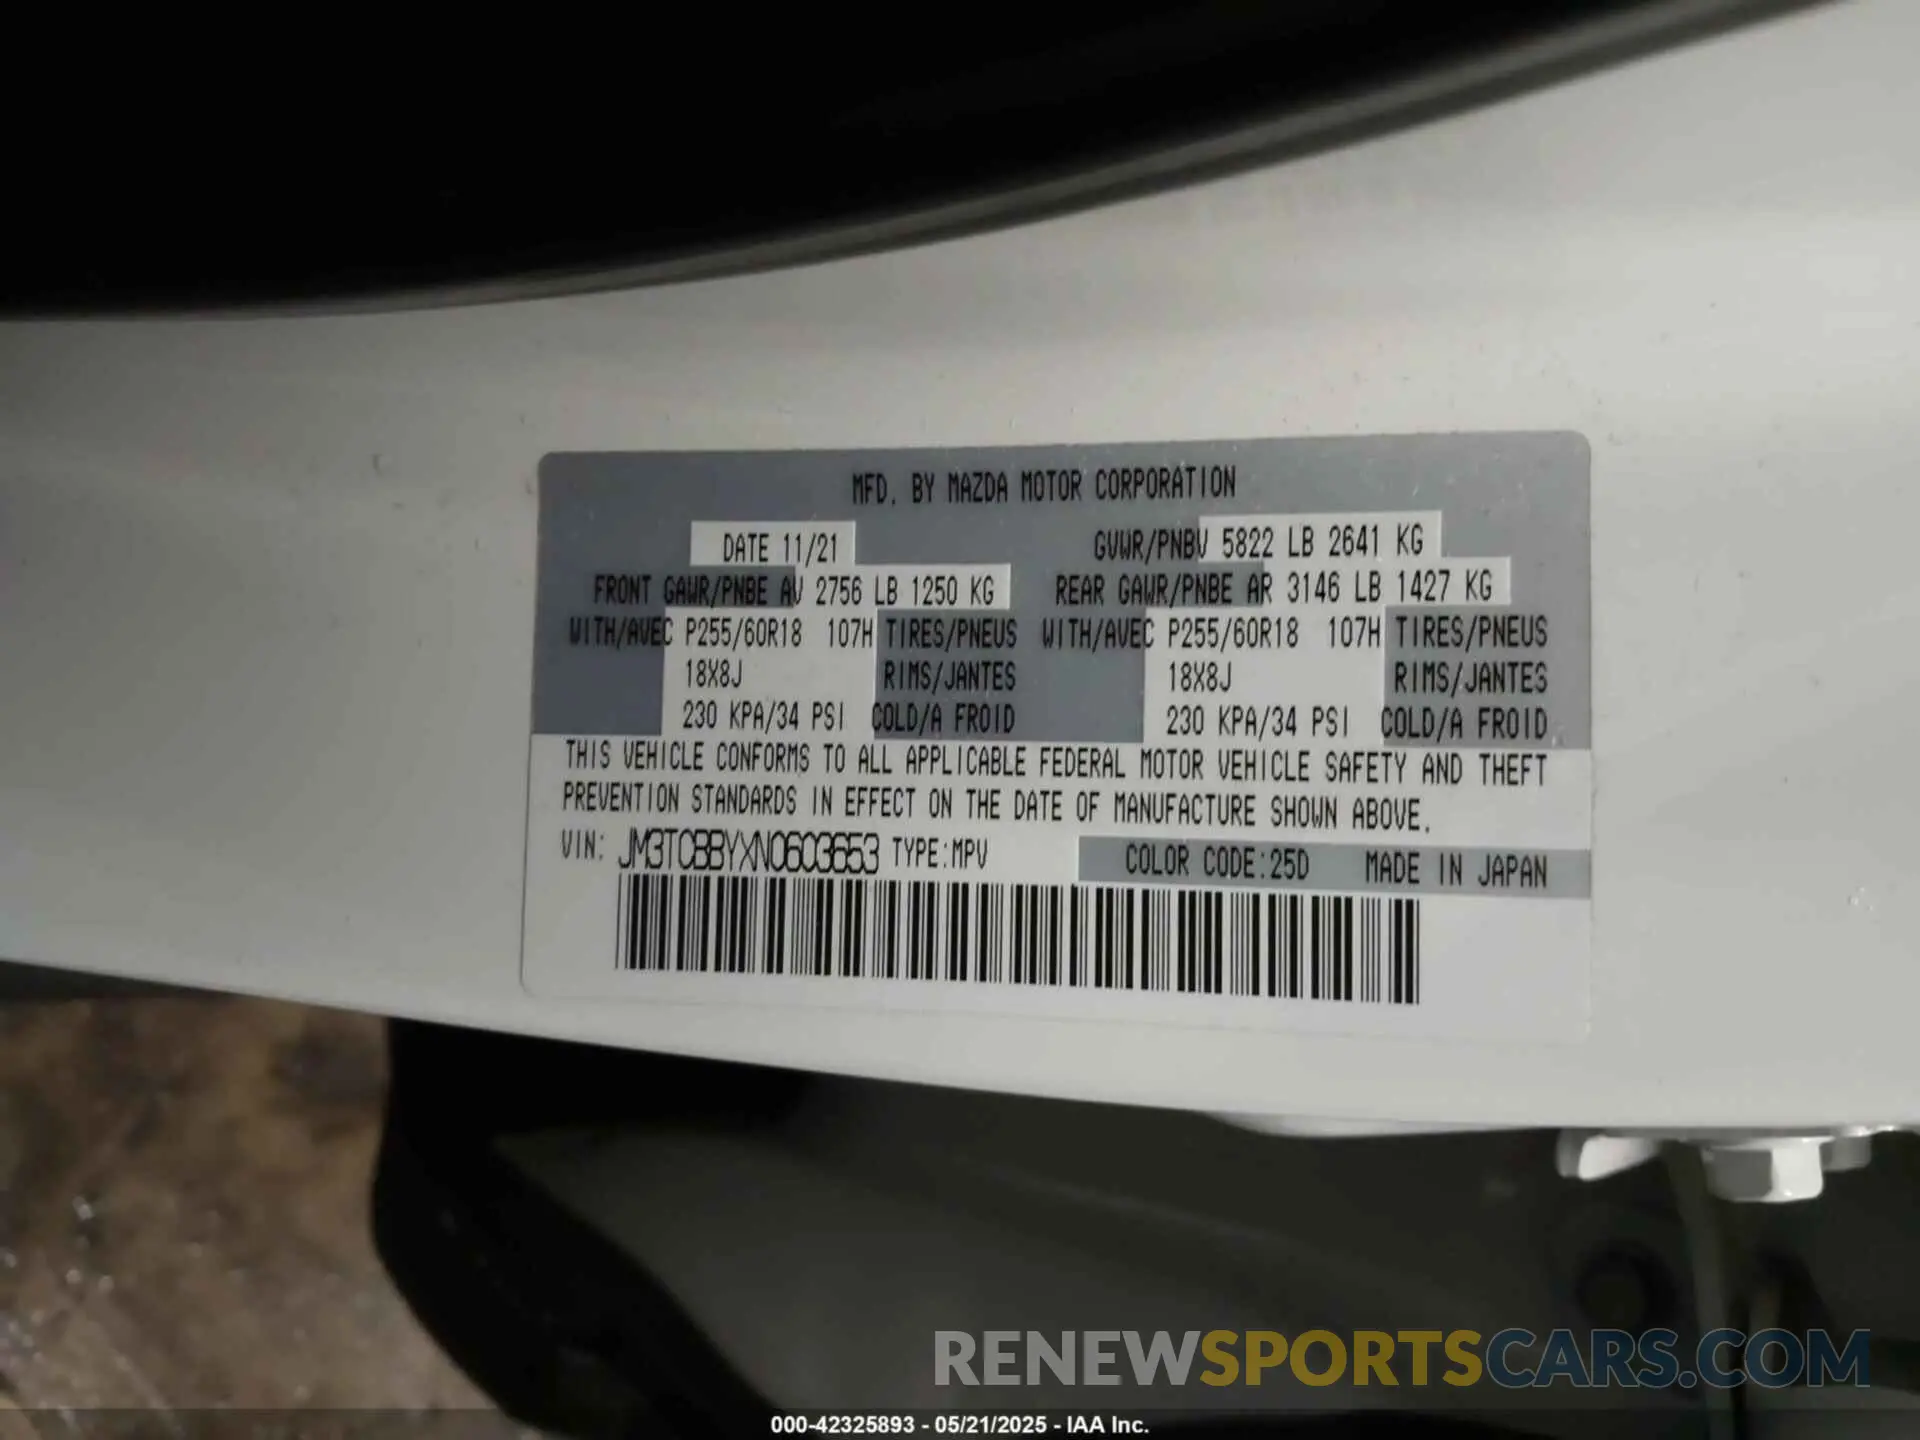 MFD. BY MAZDA MOTOR CORPORATION
DATE 11/21 GVWR/PNBV 5822 LB 2641 KG
FRONT GAWR/PNBE AV 2756 LB 1250 KG REAR GAWR/PNBE AR 3146 LB 1427 KG
WITH/AVEC P255/60R18 107H TIRES/PNEUS WITH/AVEC P255/60R18 107H TIRES/PNEUS
18X8J RIMS/JANTES 18X8J RIMS/JANTES
230 KPA/34 PSI COLD/A FROID 230 KPA/34 PSI COLD/A FROID
THIS VEHICLE CONFORMS TO ALL APPLICABLE FEDERAL MOTOR VEHICLE SAFETY AND THEFT
PREVENTION STANDARDS IN EFFECT ON THE DATE OF MANUFACTURE SHOWN ABOVE.
VIN: JM3TCBBYXN0603653 TYPE:MPV COLOR CODE:25D MADE IN JAPAN
RENEWSPORTSCARS.COM
000-42325893 - 05/21/2025 - IAA Inc.